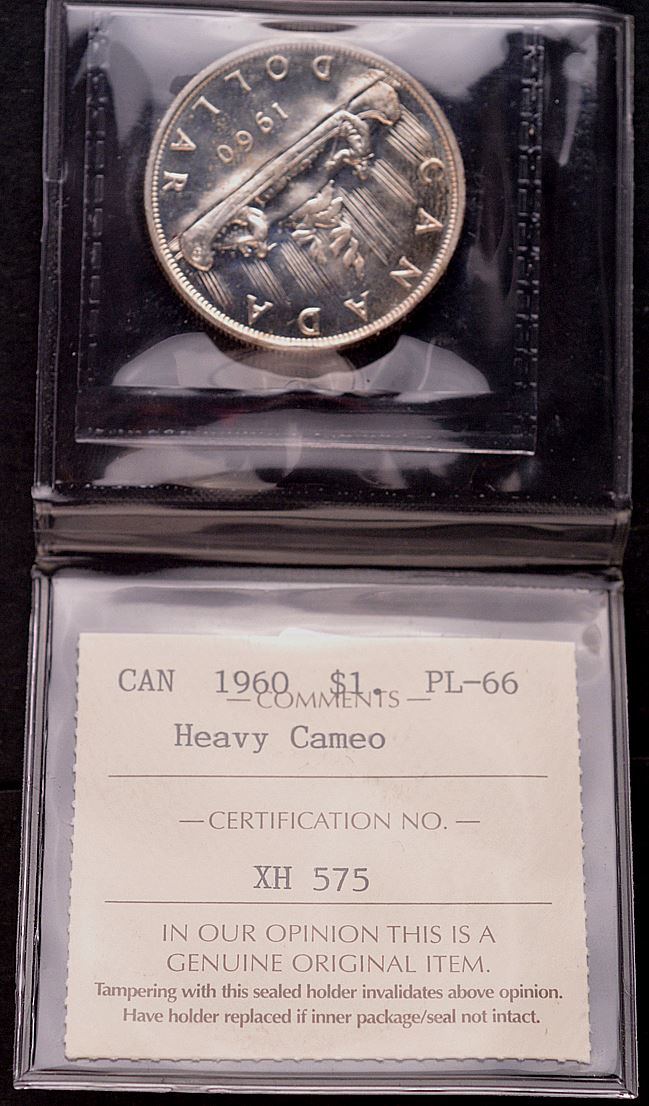 CANADA
1960
DOLLAR
CAN 1960 $1. PL-66
— COMMENTS —
Heavy Cameo
— CERTIFICATION NO. —
XH 575
IN OUR OPINION THIS IS A
GENUINE ORIGINAL ITEM.
Tampering with this sealed holder invalidates above opinion.
Have holder replaced if inner package/seal not intact.